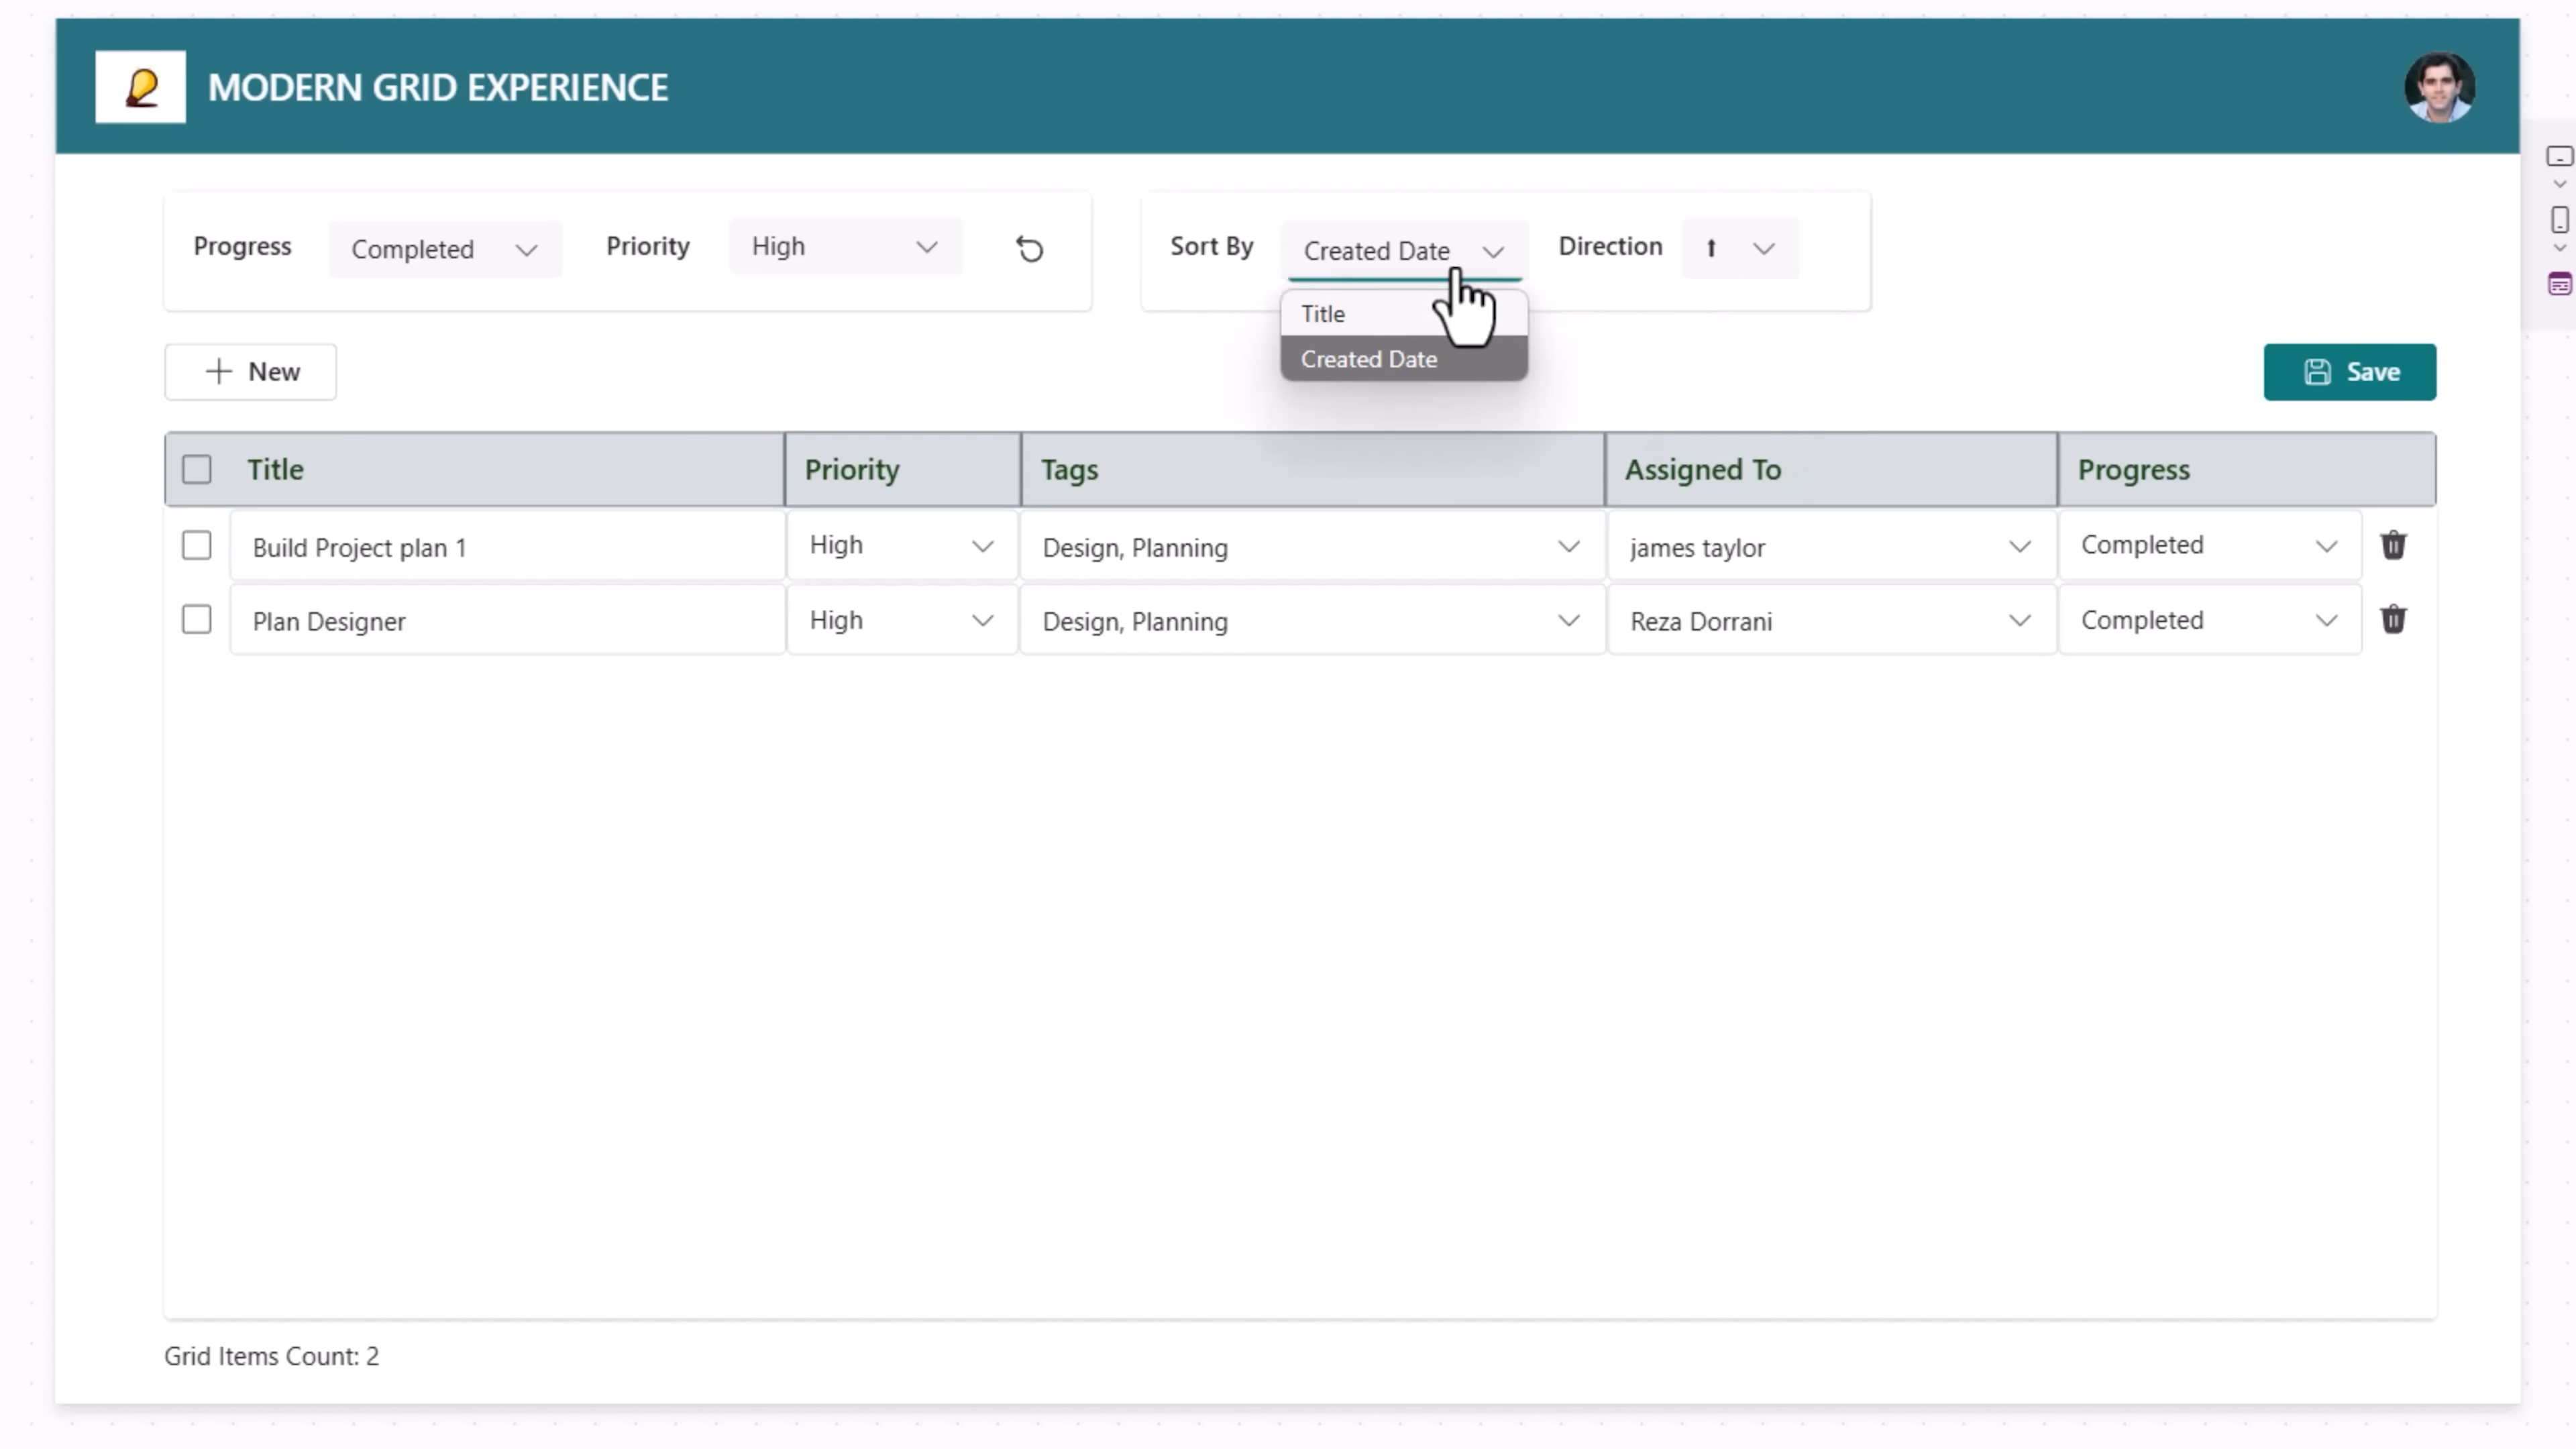 MODERN GRID EXPERIENCE
Progress Completed Priority High Sort By Created Date Direction
Title
Created Date
New Save
Title Priority Tags Assigned To Progress
Build Project plan 1 High Design, Planning james taylor Completed
Plan Designer High Design, Planning Reza Dorrani Completed
Grid Items Count: 2